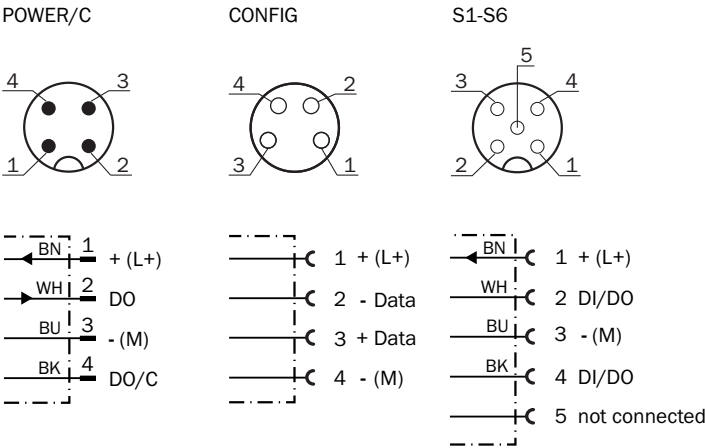 POWER/C
CONFIG
S1-S6
4 3
1 2
4 2
3 1
5
3 4
2 1
BN 1 + (L+)
WH 2 DO
BU 3 - (M)
BK 4 DO/C
1 + (L+)
2 - Data
3 + Data
4 - (M)
BN 1 + (L+)
WH 2 DI/DO
BU 3 - (M)
BK 4 DI/DO
5 not connected